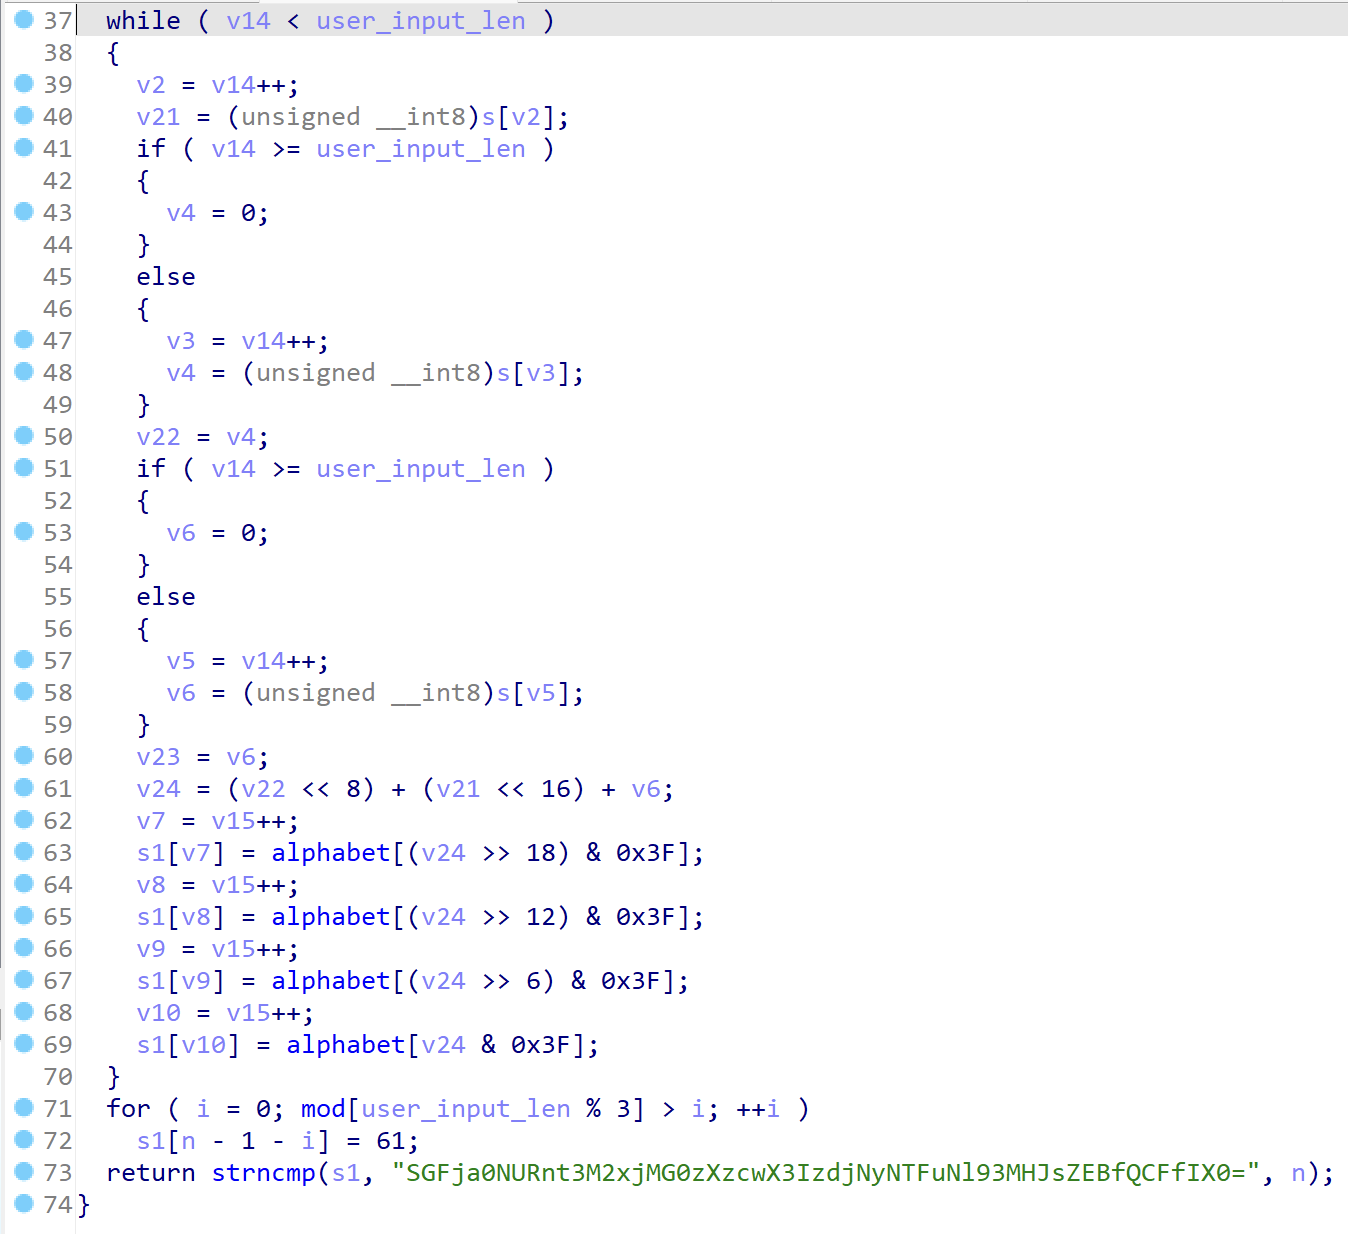 37 while ( v14 < user_input_len )
38 {
39 v2 = v14++;
40 v21 = (unsigned __int8)s[v2];
41 if ( v14 >= user_input_len )
42 {
43 v4 = 0;
44 }
45 else
46 {
47 v3 = v14++;
48 v4 = (unsigned __int8)s[v3];
49 }
50 v22 = v4;
51 if ( v14 >= user_input_len )
52 {
53 v6 = 0;
54 }
55 else
56 {
57 v5 = v14++;
58 v6 = (unsigned __int8)s[v5];
59 }
60 v23 = v6;
61 v24 = (v22 << 8) + (v21 << 16) + v6;
62 v7 = v15++;
63 s1[v7] = alphabet[(v24 >> 18) & 0x3F];
64 v8 = v15++;
65 s1[v8] = alphabet[(v24 >> 12) & 0x3F];
66 v9 = v15++;
67 s1[v9] = alphabet[(v24 >> 6) & 0x3F];
68 v10 = v15++;
69 s1[v10] = alphabet[v24 & 0x3F];
70 }
71 for ( i = 0; mod[user_input_len % 3] > i; ++i )
72 s1[n - 1 - i] = 61;
73 return strncmp(s1, "SGFja0NURnt3M2xjMG0zXzcwX3IzdjNyNTFuNl93MHJsZEBfQCFfIX0=", n);
74 }